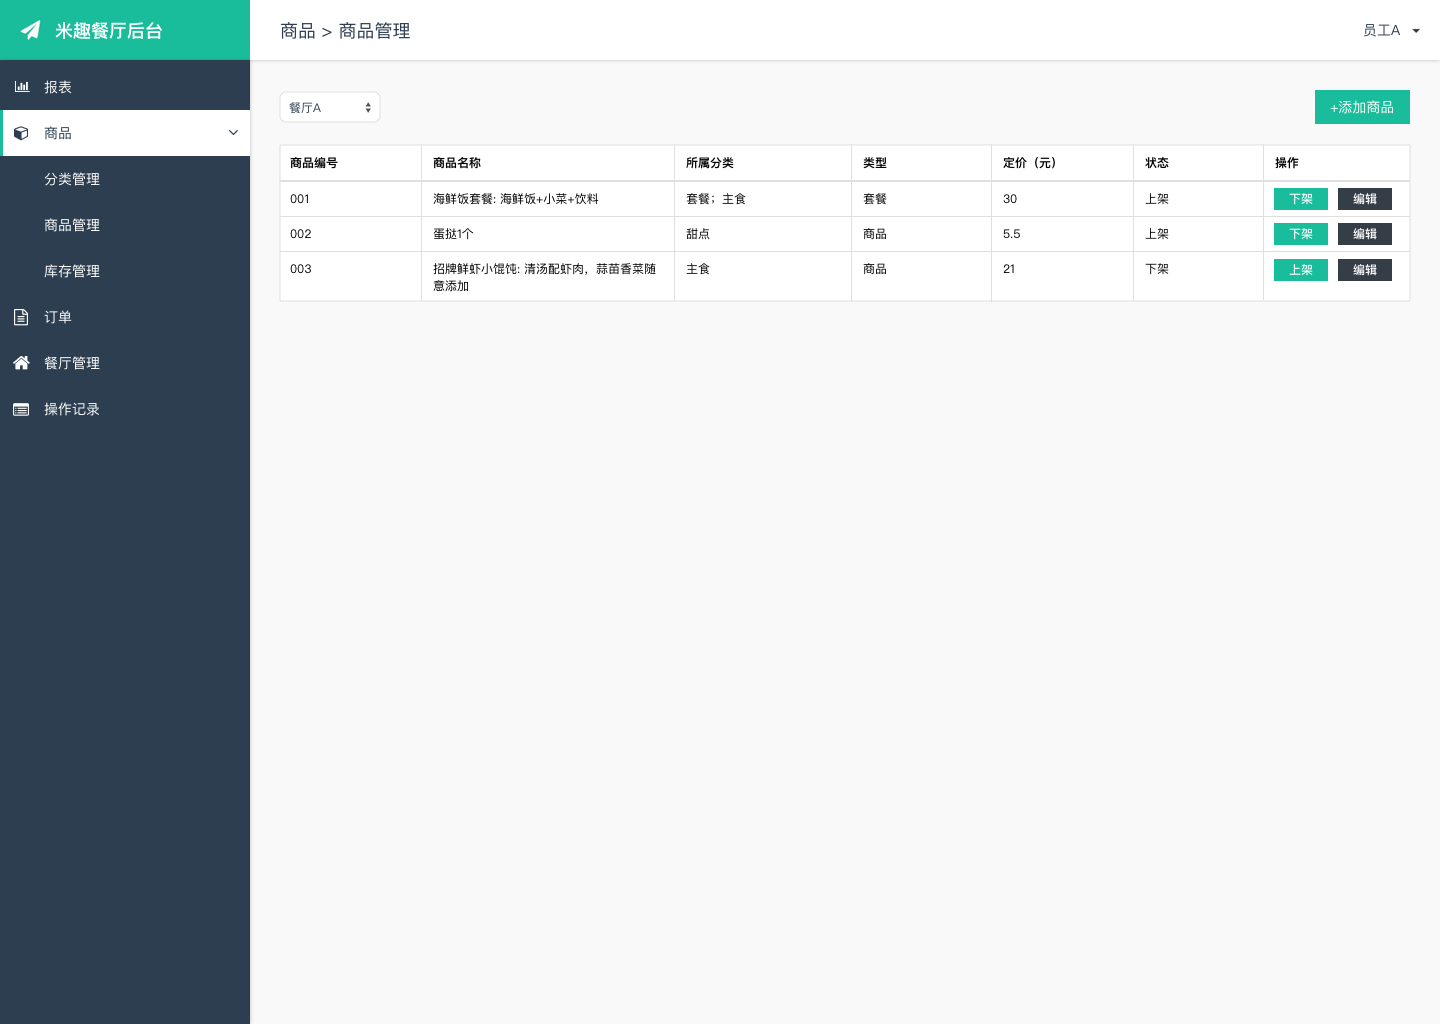 米趣餐厅后台
商品 > 商品管理
员工A
报表
商品
分类管理
商品管理
库存管理
订单
餐厅管理
操作记录
餐厅A
+添加商品
商品编号 商品名称 所属分类 类型 定价（元） 状态 操作
001 海鲜饭套餐: 海鲜饭+小菜+饮料 套餐；主食 套餐 30 上架 下架 编辑
002 蛋挞1个 甜点 商品 5.5 上架 下架 编辑
003 招牌鲜虾小馄饨: 清汤配虾肉，蒜苗香菜随 主食 商品 21 下架 上架 编辑
意添加